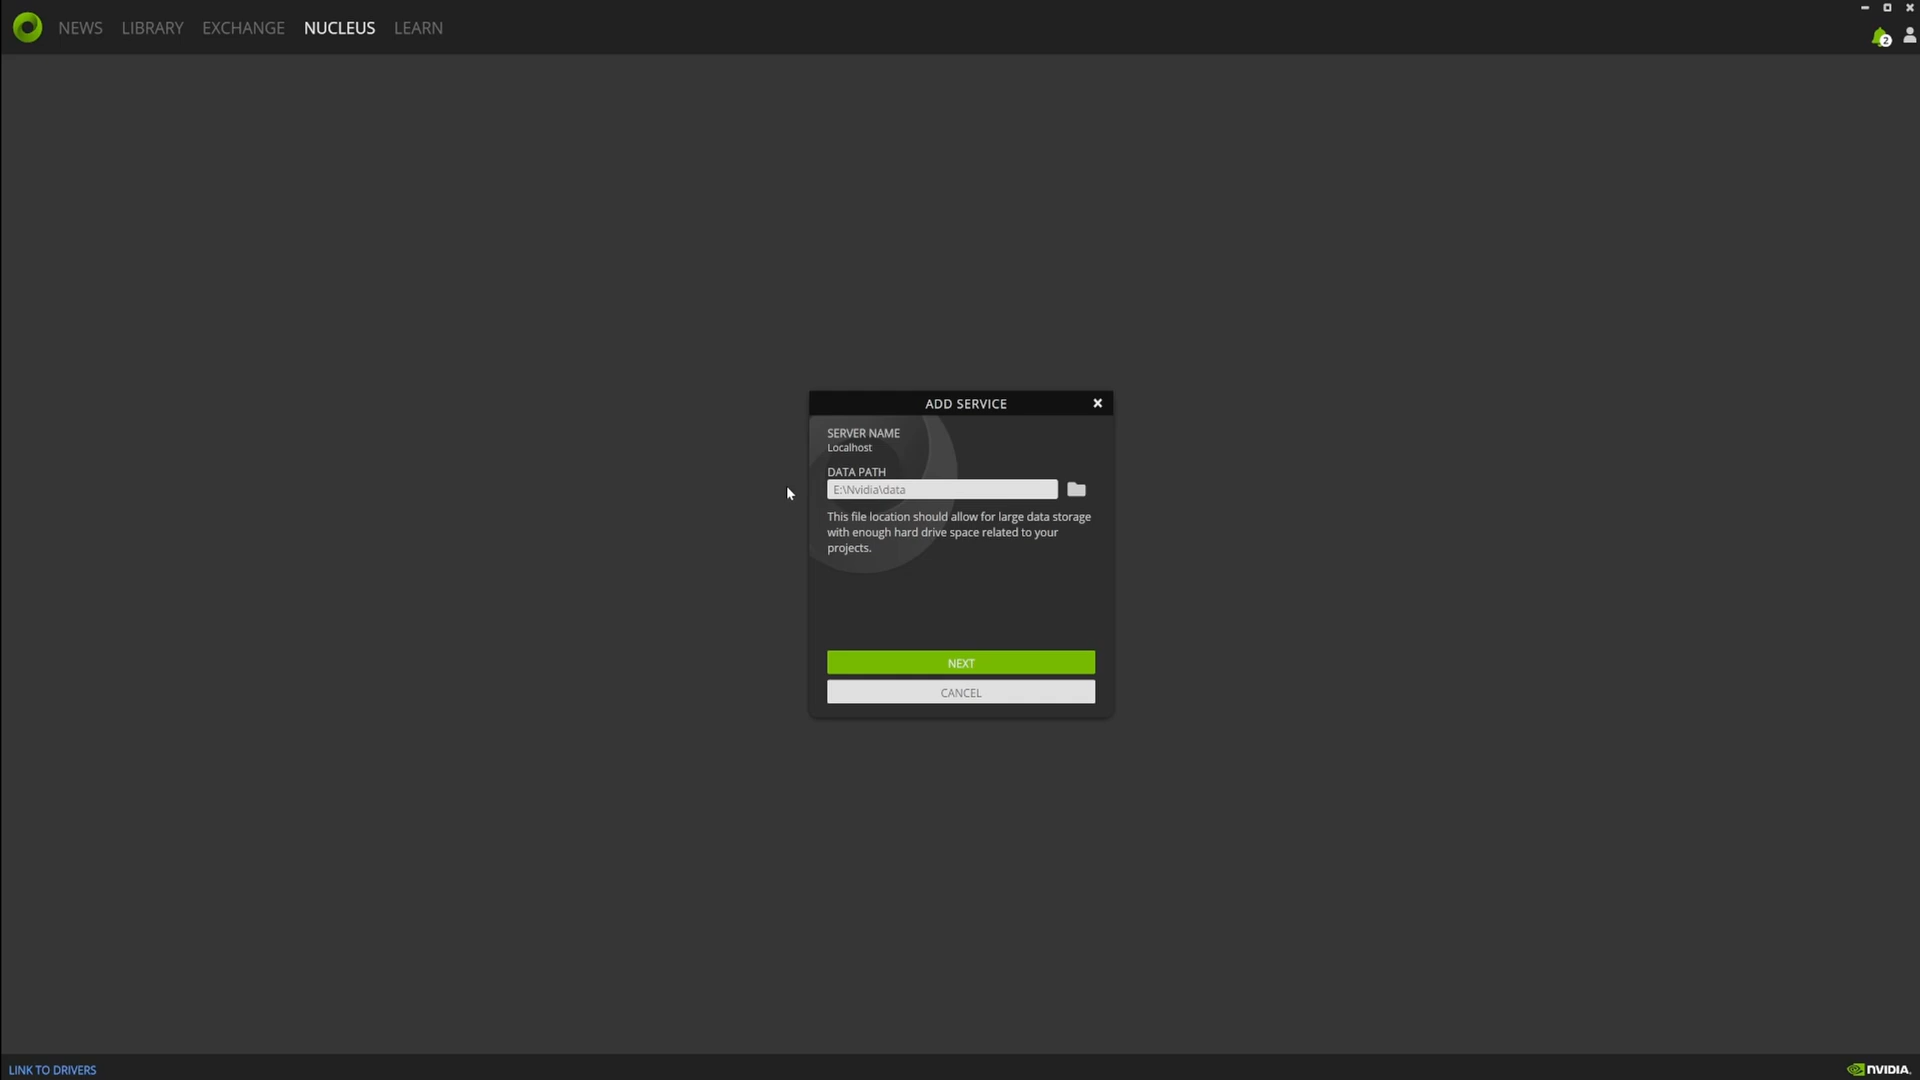 NEWS LIBRARY EXCHANGE NUCLEUS LEARN
2
ADD SERVICE
SERVER NAME
Localhost
DATA PATH
E:\Nvidia\data
This file location should allow for large data storage
with enough hard drive space related to your
projects.
NEXT
CANCEL
LINK TO DRIVERS
NVIDIA.